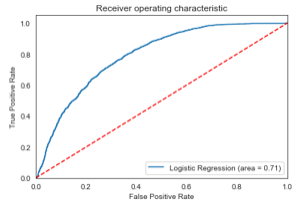 Receiver operating characteristic
True Positive Rate
1.0
0.8
0.6
0.4
0.2
0.0
Logistic Regression (area = 0.71)
0.0 0.2 0.4 0.6 0.8 1.0
False Positive Rate